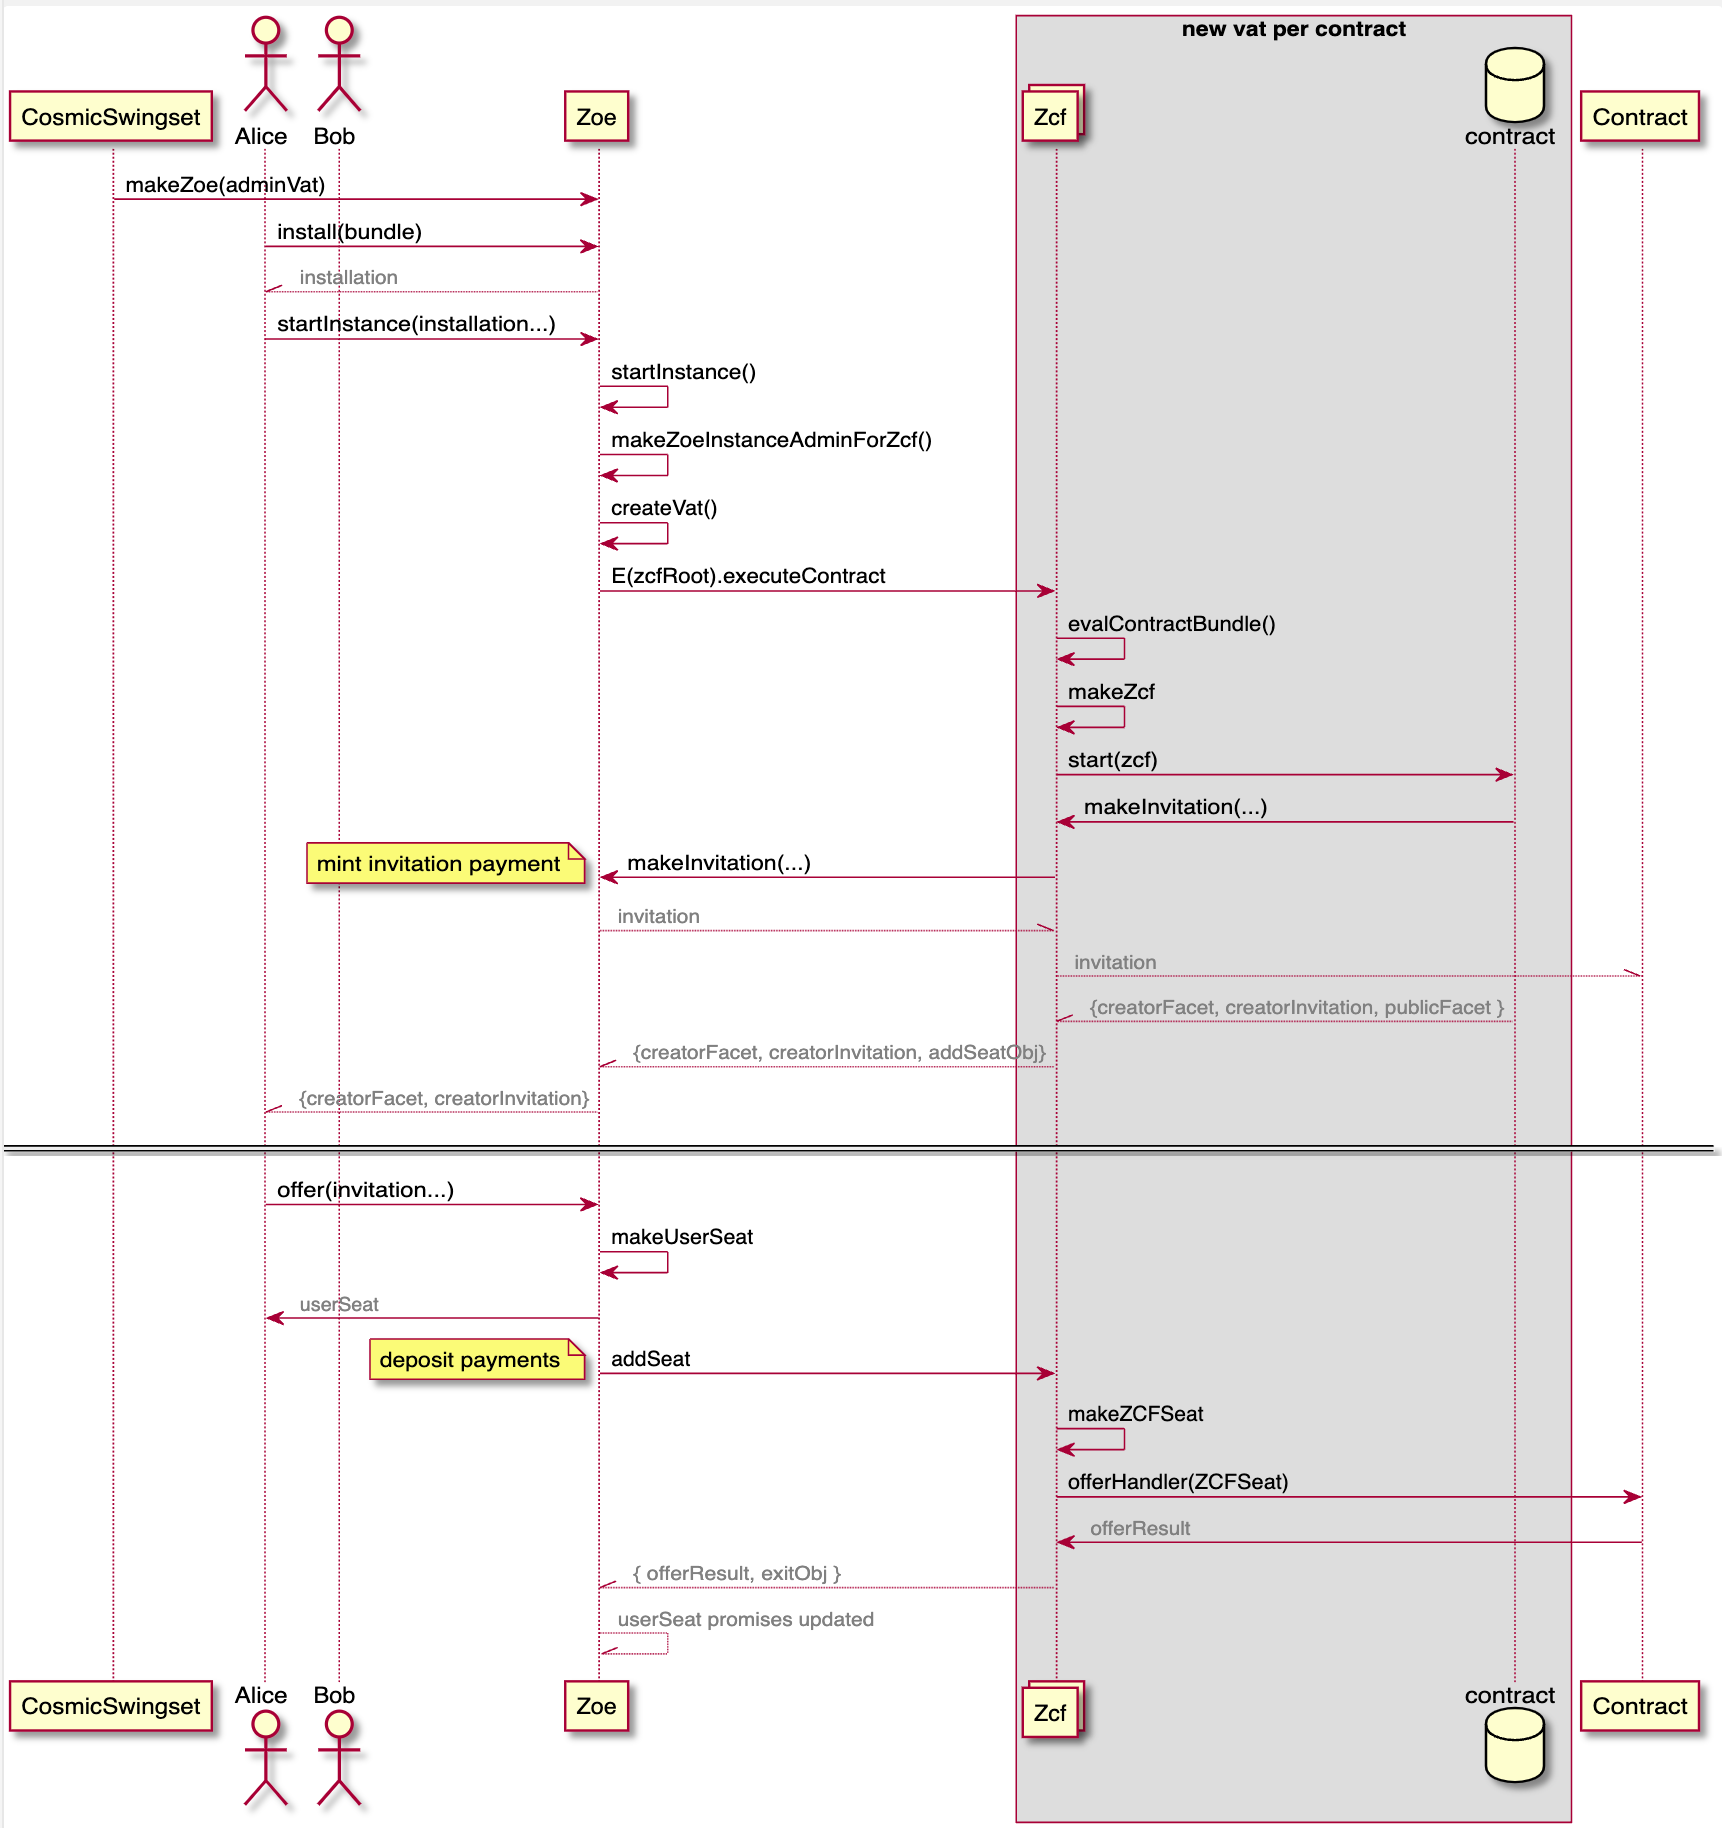 new vat per contract
CosmicSwingset
Alice
Bob
Zoe
Zcf
contract
Contract
makeZoe(adminVat)
install(bundle)
installation
startInstance(installation...)
startInstance()
makeZoeInstanceAdminForZcf()
createVat()
E(zcfRoot).executeContract
evalContractBundle()
makeZcf
start(zcf)
makeInvitation(...)
mint invitation payment
makeInvitation(...)
invitation
invitation
{creatorFacet, creatorInvitation, publicFacet }
{creatorFacet, creatorInvitation, addSeatObj}
{creatorFacet, creatorInvitation}
offer(invitation...)
makeUserSeat
userSeat
deposit payments
addSeat
makeZCFSeat
offerHandler(ZCFSeat)
offerResult
{ offerResult, exitObj }
userSeat promises updated
CosmicSwingset
Alice
Bob
Zoe
Zcf
contract
Contract